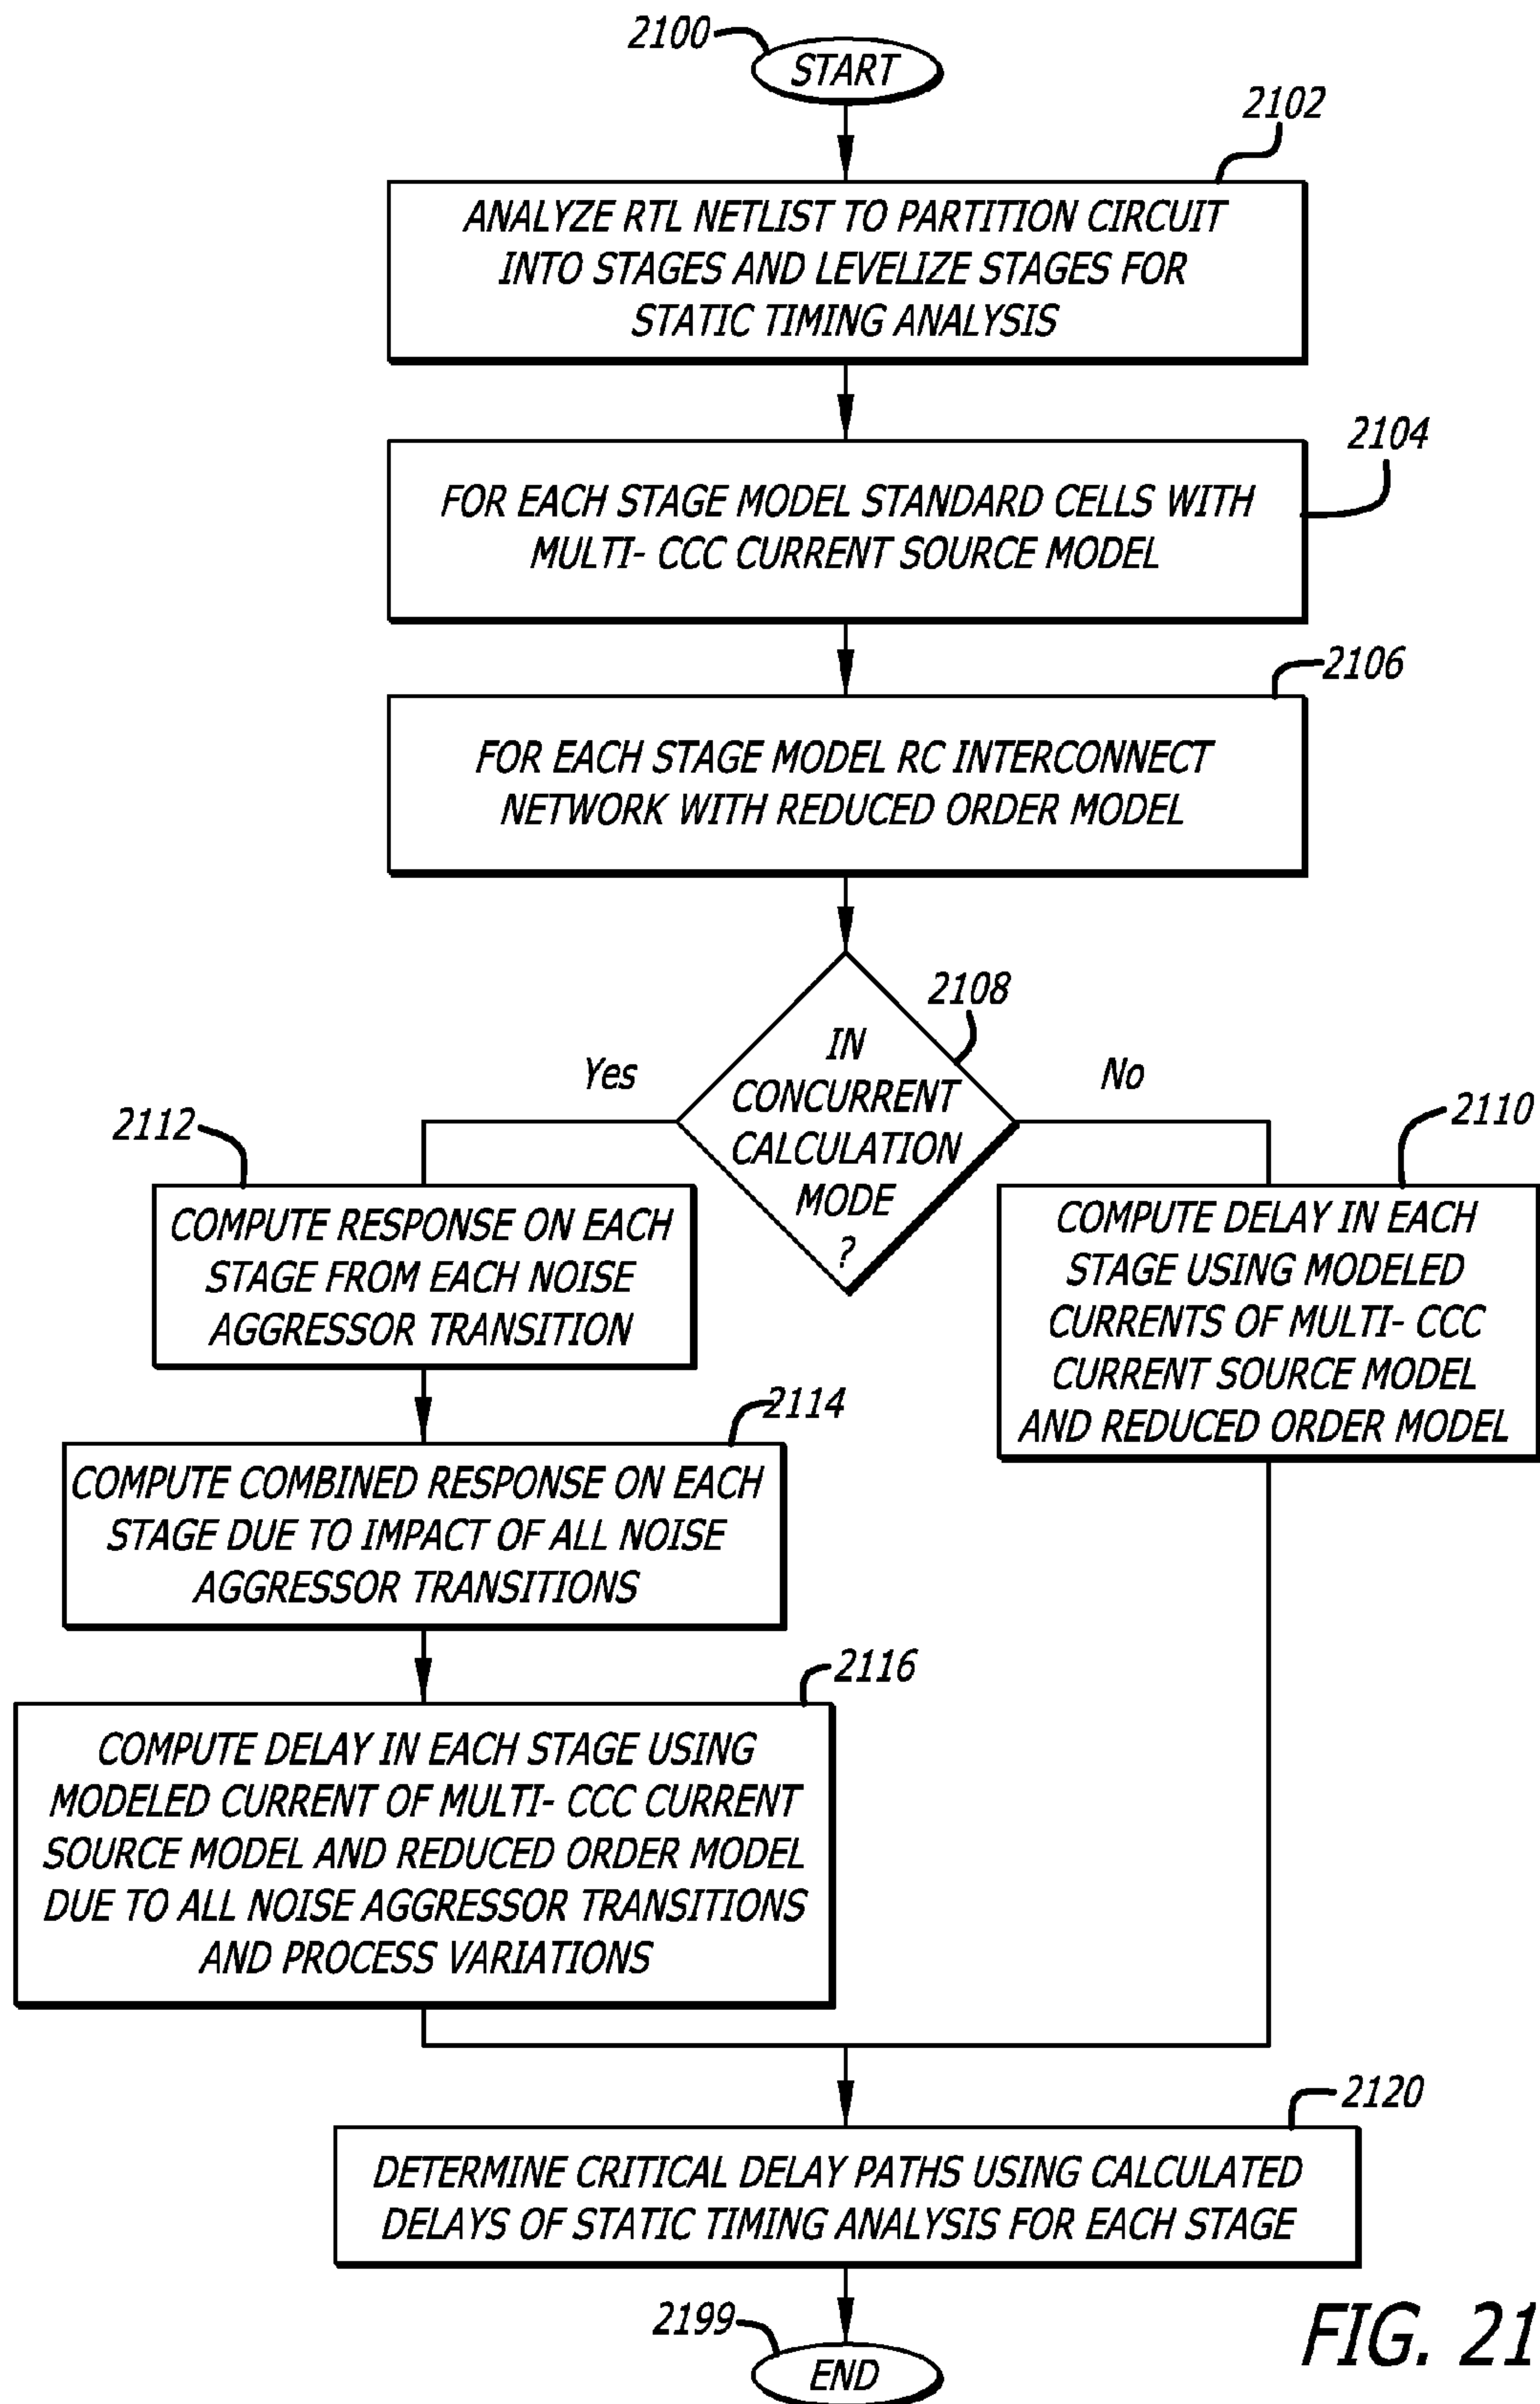 2100
START
2102
ANALYZE RTL NETLIST TO PARTITION CIRCUIT
INTO STAGES AND LEVELIZE STAGES FOR
STATIC TIMING ANALYSIS
2104
FOR EACH STAGE MODEL STANDARD CELLS WITH
MULTI- CCC CURRENT SOURCE MODEL
2106
FOR EACH STAGE MODEL RC INTERCONNECT
NETWORK WITH REDUCED ORDER MODEL
2108
IN
CONCURRENT
CALCULATION
MODE
?
Yes
No
2112
COMPUTE RESPONSE ON EACH
STAGE FROM EACH NOISE
AGGRESSOR TRANSITION
2110
COMPUTE DELAY IN EACH
STAGE USING MODELED
CURRENTS OF MULTI- CCC
CURRENT SOURCE MODEL
AND REDUCED ORDER MODEL
2114
COMPUTE COMBINED RESPONSE ON EACH
STAGE DUE TO IMPACT OF ALL NOISE
AGGRESSOR TRANSITIONS
2116
COMPUTE DELAY IN EACH STAGE USING
MODELED CURRENT OF MULTI- CCC CURRENT
SOURCE MODEL AND REDUCED ORDER MODEL
DUE TO ALL NOISE AGGRESSOR TRANSITIONS
AND PROCESS VARIATIONS
2120
DETERMINE CRITICAL DELAY PATHS USING CALCULATED
DELAYS OF STATIC TIMING ANALYSIS FOR EACH STAGE
2199
END
FIG. 21